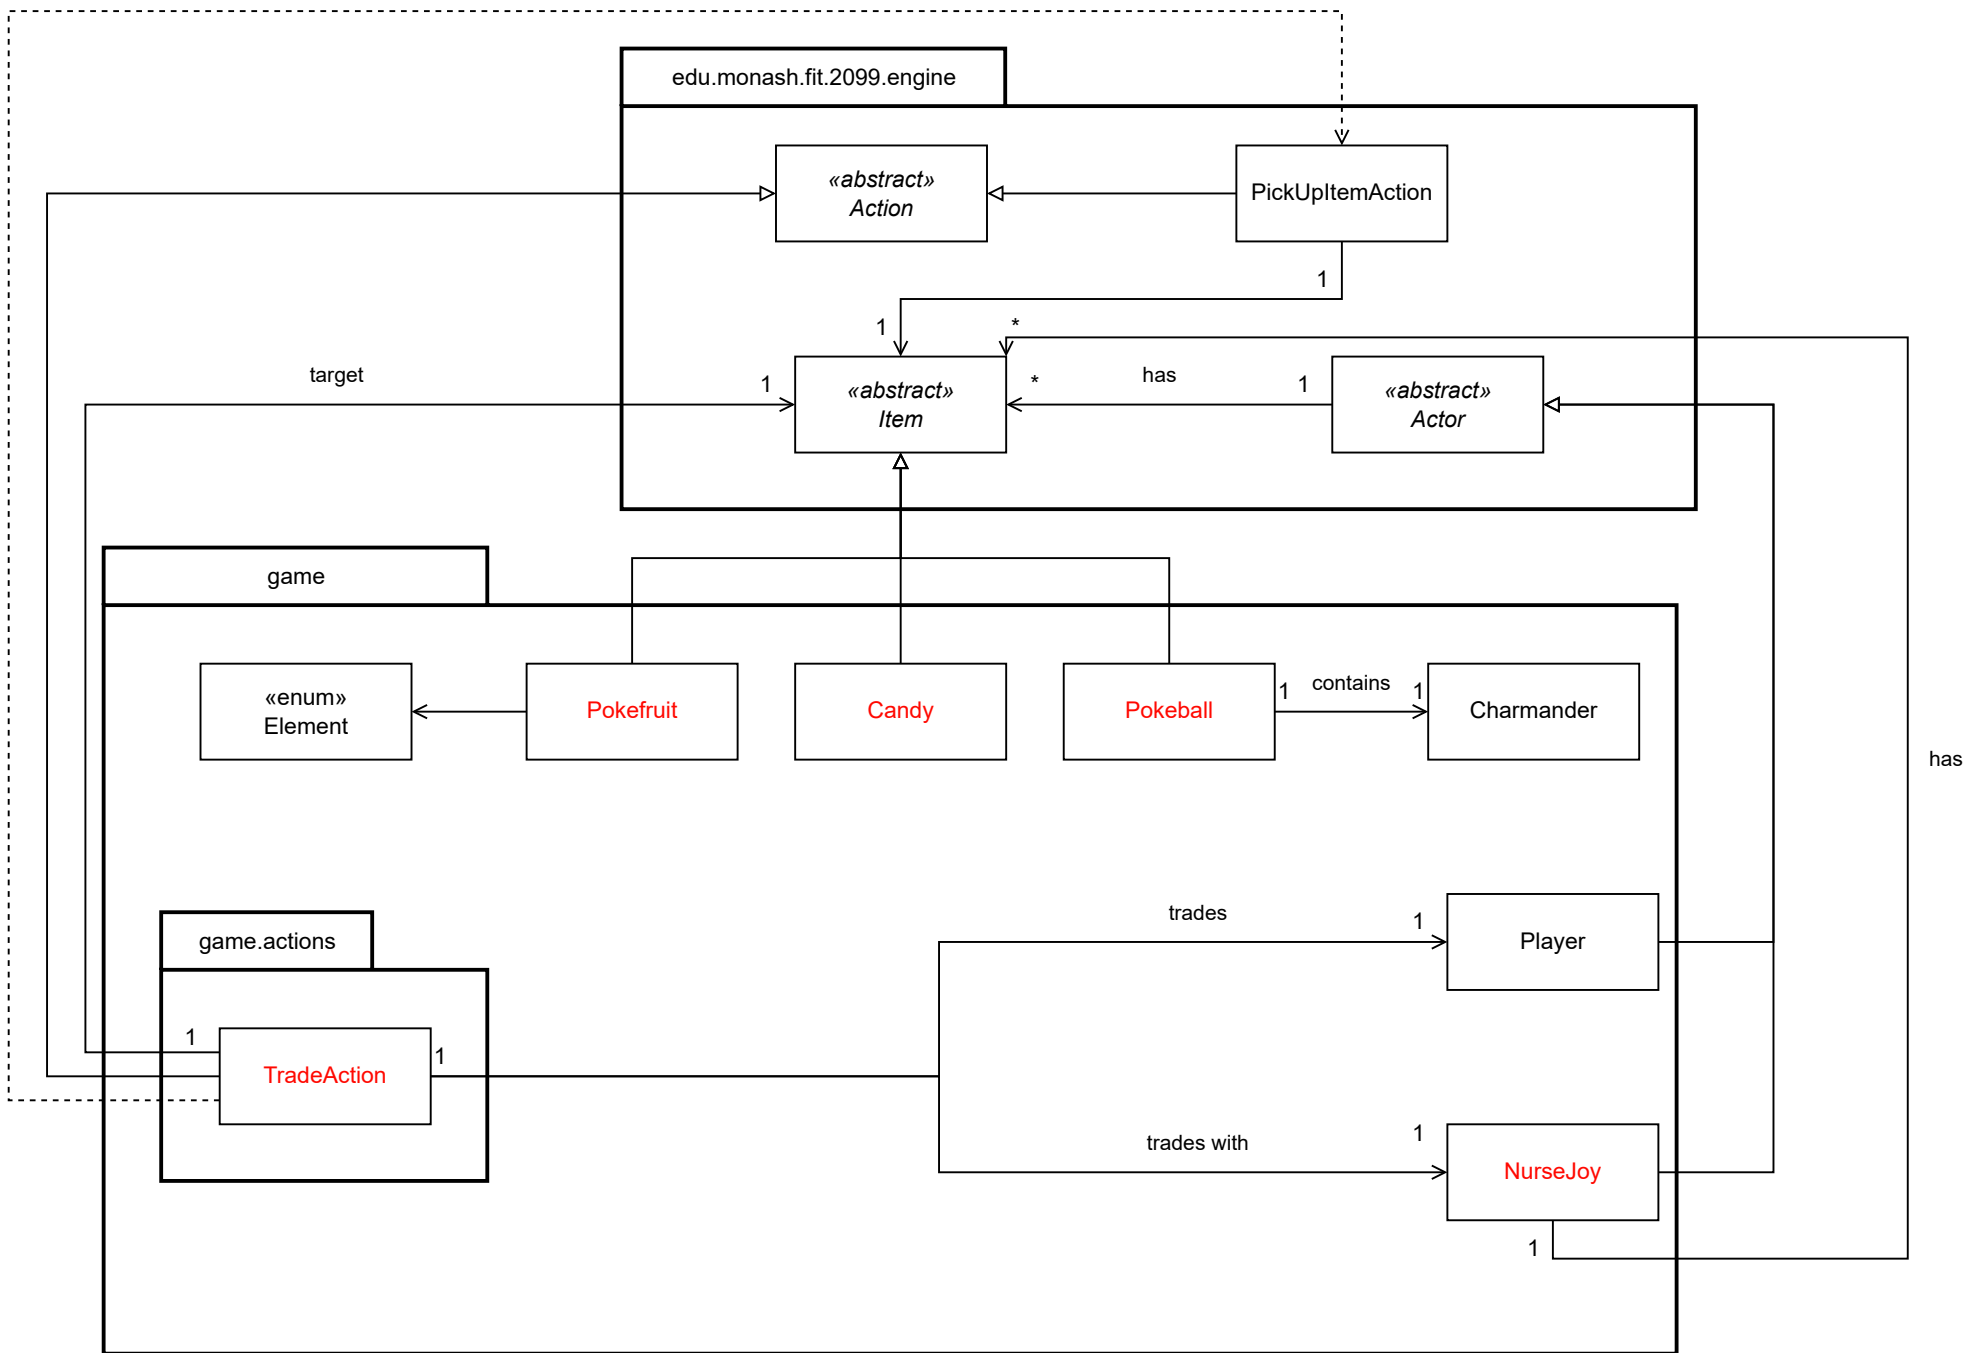 edu.monash.fit.2099.engine
«abstract»
Action
PickUpItemAction
1
1
*
target
1
«abstract»
Item
*
has
1
«abstract»
Actor
game
«enum»
Element
Pokefruit
Candy
Pokeball
1
contains
1
Charmander
has
game.actions
trades
1
Player
1
TradeAction
1
trades with
1
NurseJoy
1